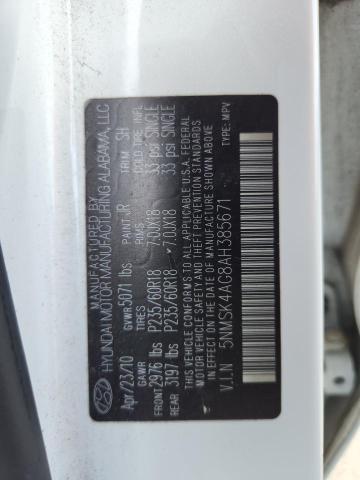 MANUFACTURED BY
HYUNDAI MOTOR MANUFACTURING ALABAMA, LLC
Apr/23/10 GVWR 5071 lbs PAINT JR TRIM SH
GAWR TIRES RIMS COLD TIRE INF
FRONT 2976 lbs P235/60R18 7.0JX18 33 psi SINGLE
REAR 3197 lbs P235/60R18 7.0JX18 33 psi SINGLE
THIS VEHICLE CONFORMS TO ALL APPLICABLE U.S.A. FEDERAL
MOTOR VEHICLE SAFETY AND THEFT PREVENTION STANDARDS
IN EFFECT ON THE DATE OF MANUFACTURE SHOWN ABOVE.
V.I.N 5NMSK4AG8AH385671 TYPE: MPV